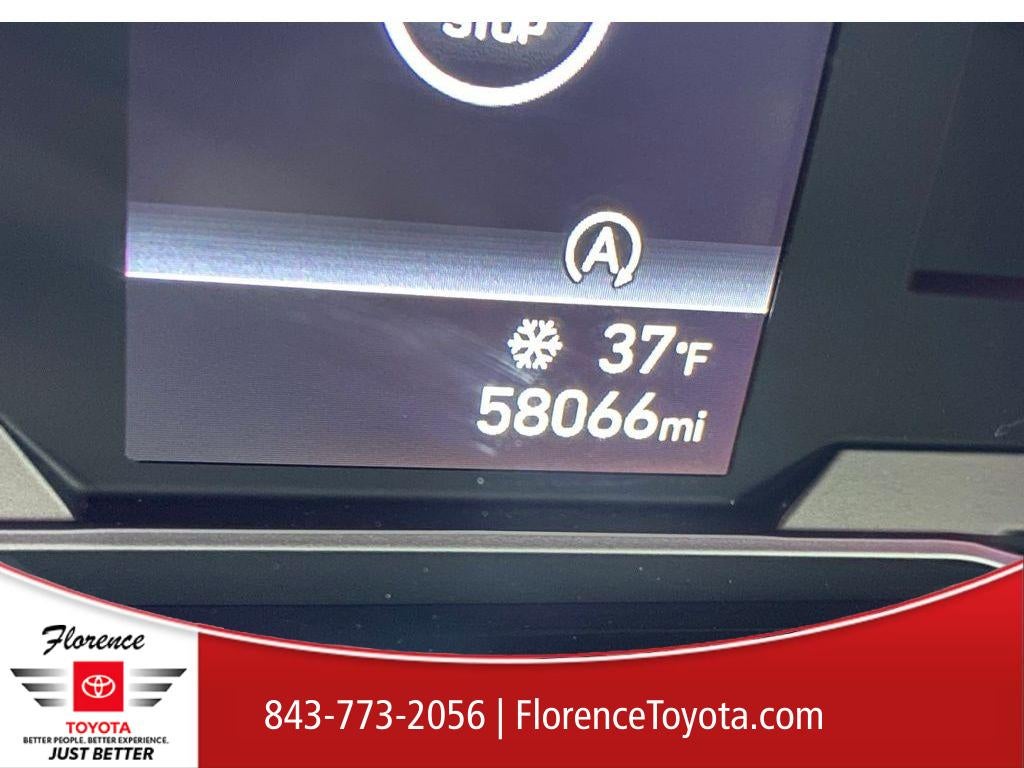 STOP
A
37°F
58066mi
Florence
TOYOTA
BETTER PEOPLE. BETTER EXPERIENCE.
JUST BETTER
843-773-2056 | FlorenceToyota.com